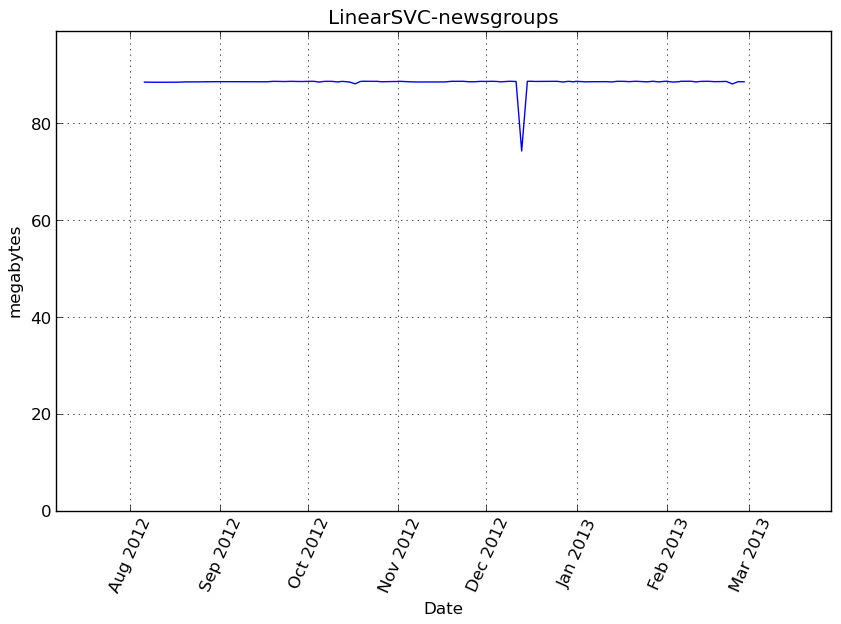 LinearSVC-newsgroups
megabytes
80
60
40
20
0
Aug 2012
Sep 2012
Oct 2012
Nov 2012
Dec 2012
Jan 2013
Feb 2013
Mar 2013
Date